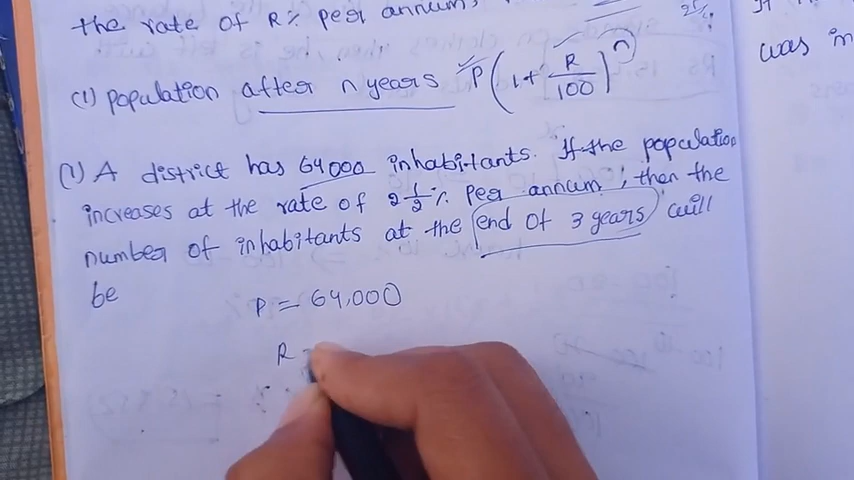 the rate of R% per annum,
(1) population after n years P(1+ R/100)^n
(1) A district has 64000 inhabitants. If the population
increases at the rate of 2 1/2 % per annum, then the
number of inhabitants at the end of 3 years will
be
P = 64,000
R =
was in